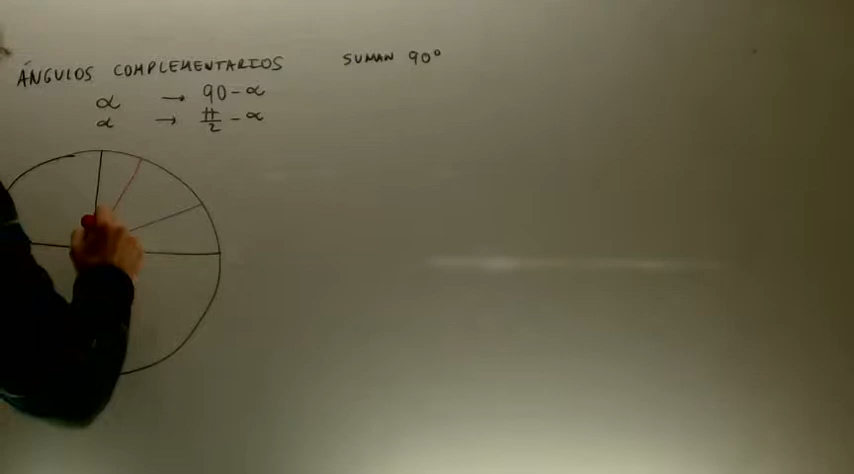 ÁNGULOS COMPLEMENTARIOS SUMAN 90°
α → 90-α
α → π/2 - α